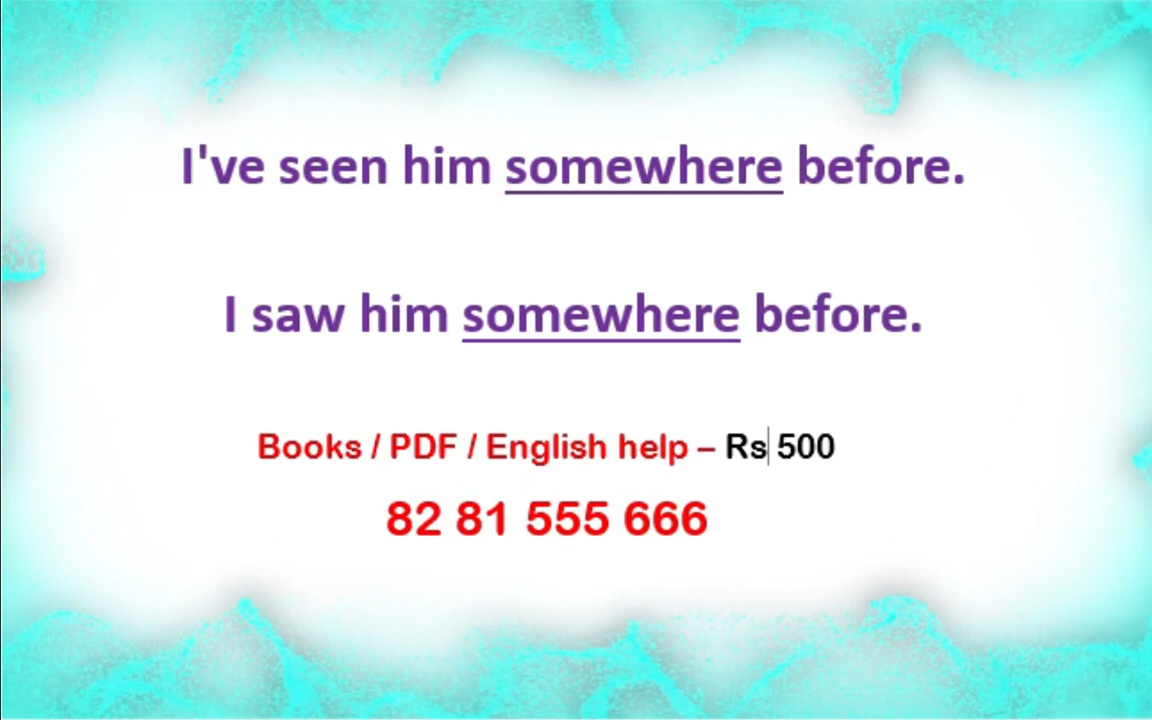 I've seen him somewhere before.
I saw him somewhere before.
Books / PDF / English help – Rs 500
82 81 555 666